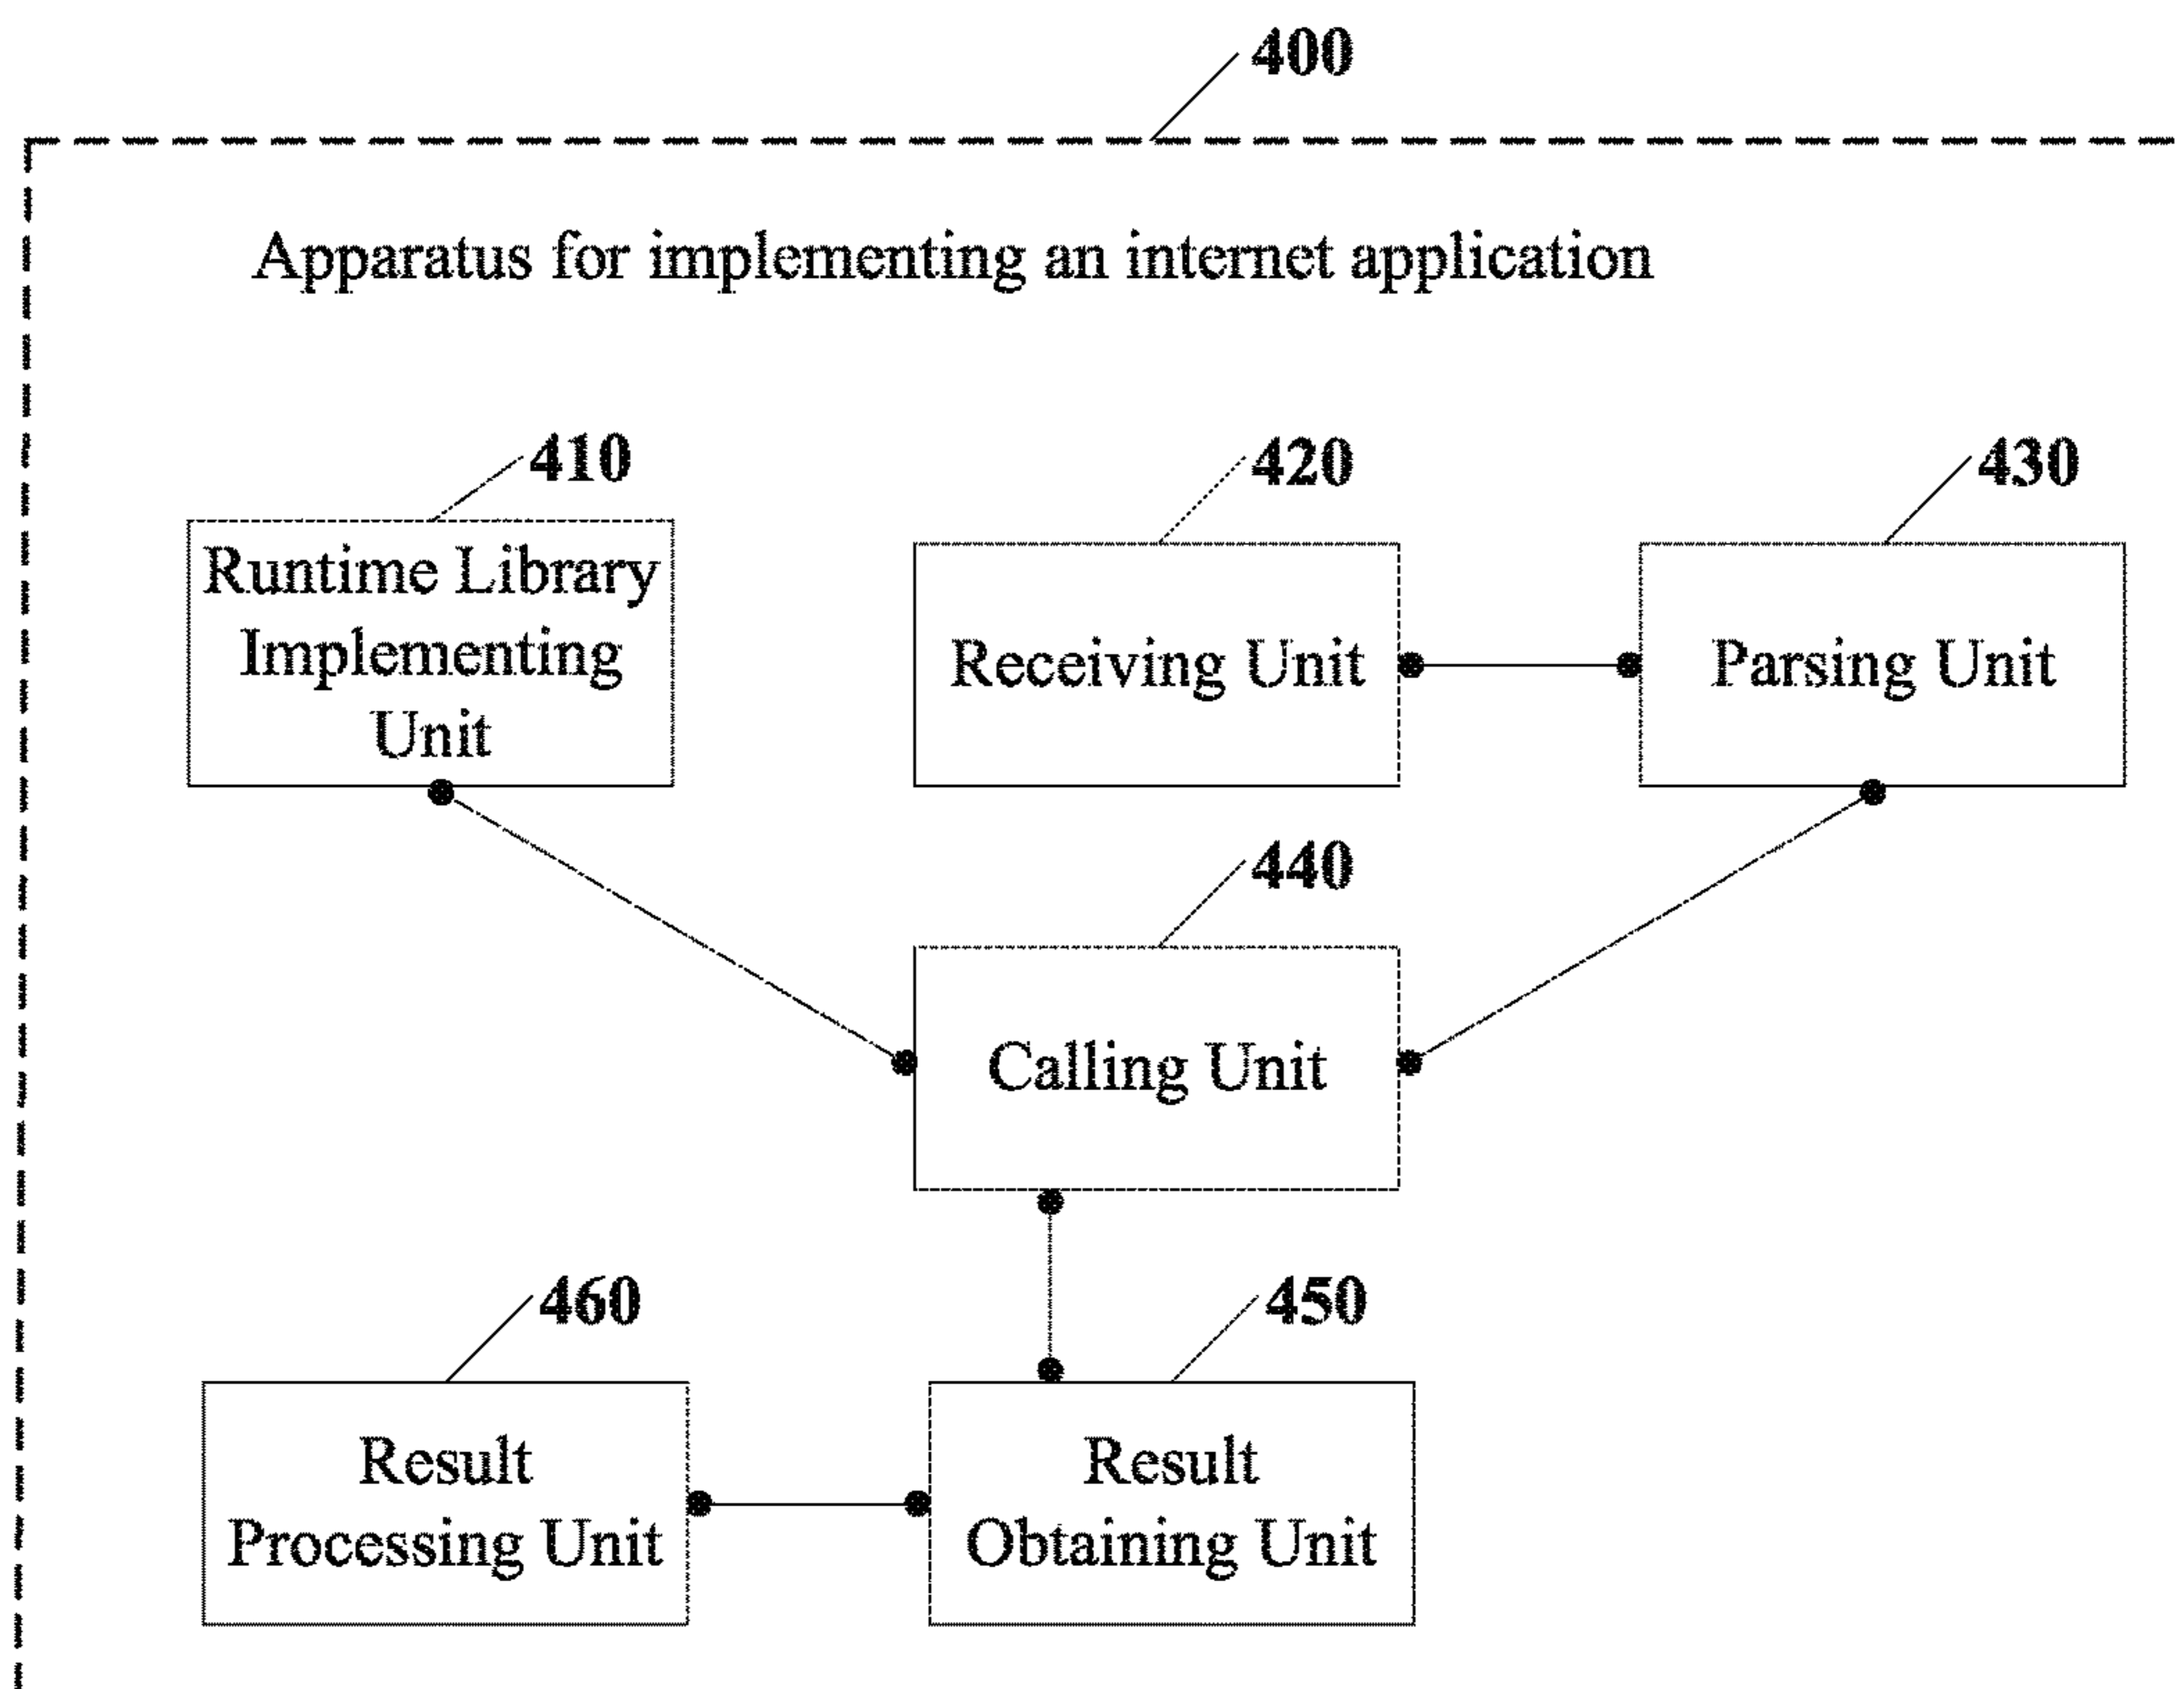 400
Apparatus for implementing an internet application
410
420
430
Runtime Library
Implementing
Unit
Receiving Unit
Parsing Unit
440
Calling Unit
460
450
Result
Processing Unit
Result
Obtaining Unit